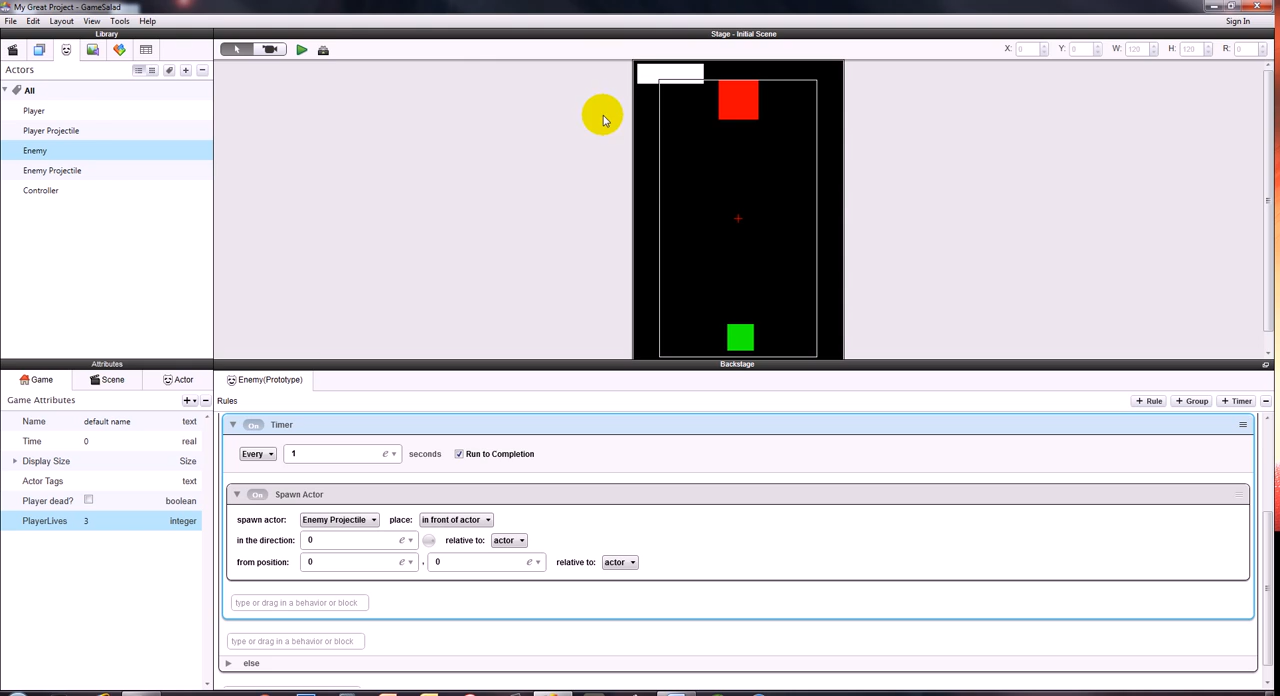 My Great Project - GameSalad
File Edit Layout View Tools Help
Sign In
Library
Stage - Initial Scene
X: 0 Y: 0 W: 120 H: 120 R: 0
Actors
All
Player
Player Projectile
Enemy
Enemy Projectile
Controller
Attributes
Backstage
Game Scene Actor
Enemy(Prototype)
Game Attributes
Rules
+ Rule + Group + Timer
Name default name text
Time 0 real
Display Size Size
Actor Tags text
Player dead? boolean
PlayerLives 3 integer
On Timer
Every 1 e seconds Run to Completion
On Spawn Actor
spawn actor: Enemy Projectile place: in front of actor
in the direction: 0 e relative to: actor
from position: 0 e , 0 e relative to: actor
type or drag in a behavior or block
type or drag in a behavior or block
else